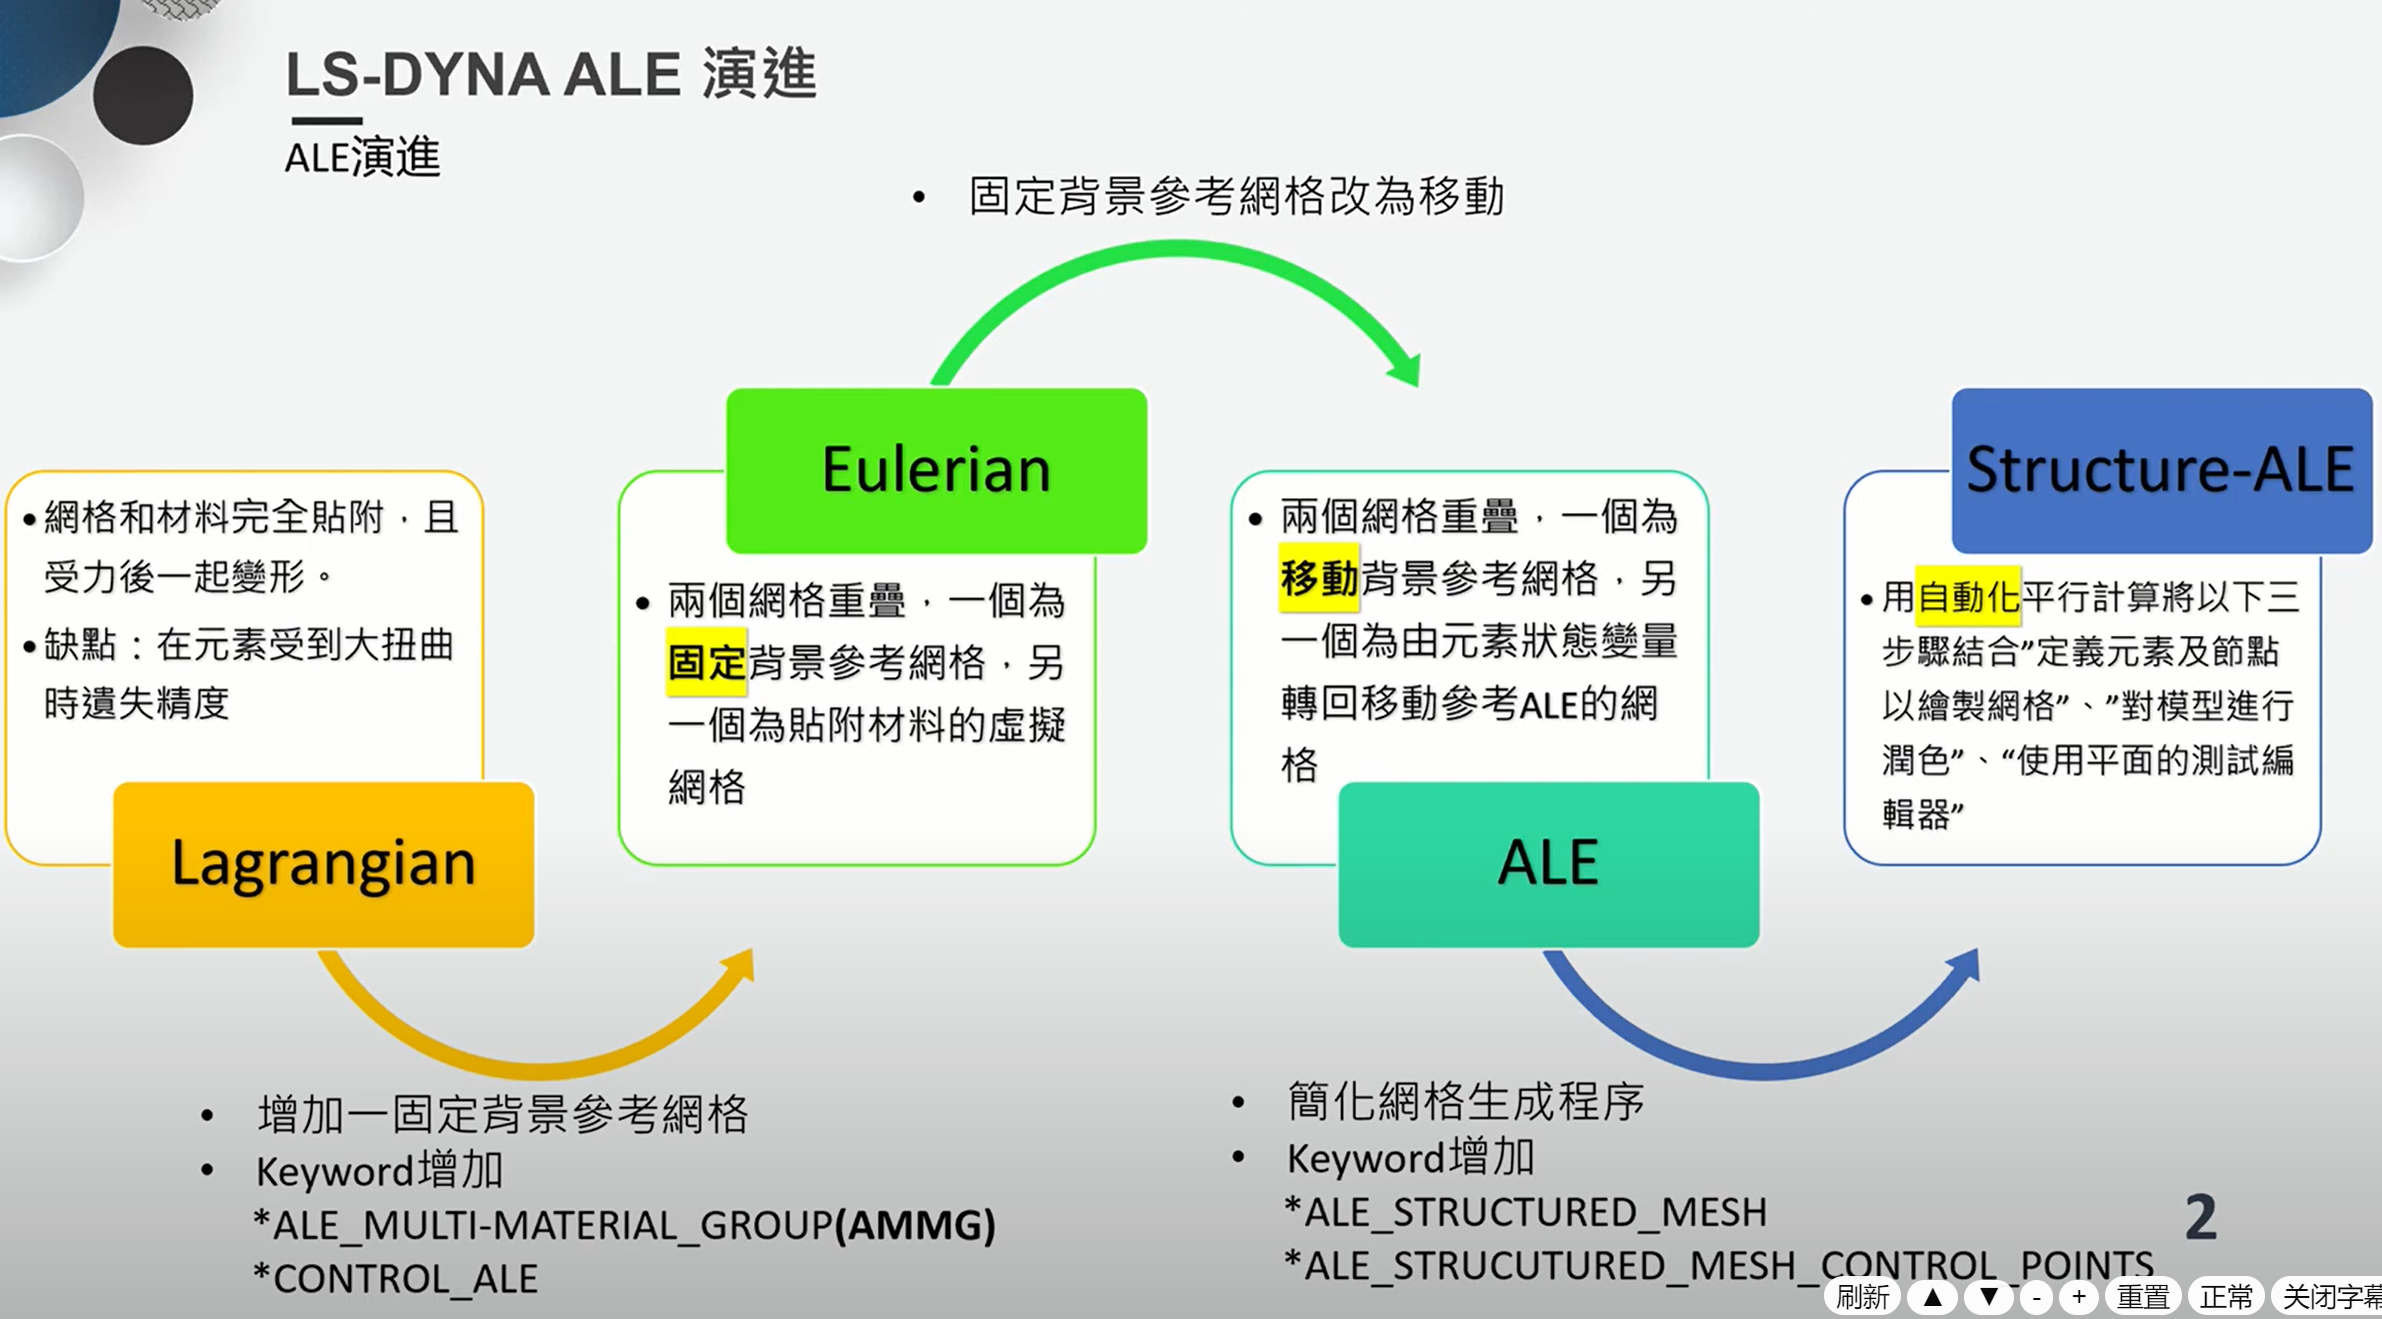 LS-DYNA ALE 演進
ALE演進
• 固定背景參考網格改為移動
• 網格和材料完全貼附，且
受力後一起變形。
• 缺點：在元素受到大扭曲
時遺失精度
Lagrangian
Eulerian
• 兩個網格重疊，一個為
固定背景參考網格，另
一個為貼附材料的虛擬
網格
• 兩個網格重疊，一個為
移動背景參考網格，另
一個為由元素狀態變量
轉回移動參考ALE的網
格
ALE
Structure-ALE
• 用自動化平行計算將以下三
步驟結合”定義元素及節點
以繪製網格”、”對模型進行
潤色”、“使用平面的測試編
輯器”
• 增加一固定背景參考網格
• Keyword增加
*ALE_MULTI-MATERIAL_GROUP(AMMG)
*CONTROL_ALE
• 簡化網格生成程序
• Keyword增加
*ALE_STRUCTURED_MESH
*ALE_STRUCUTURED_MESH_CONTROL_POINTS
2
刷新 ▲ ▼ - + 重置 正常 关闭字幕